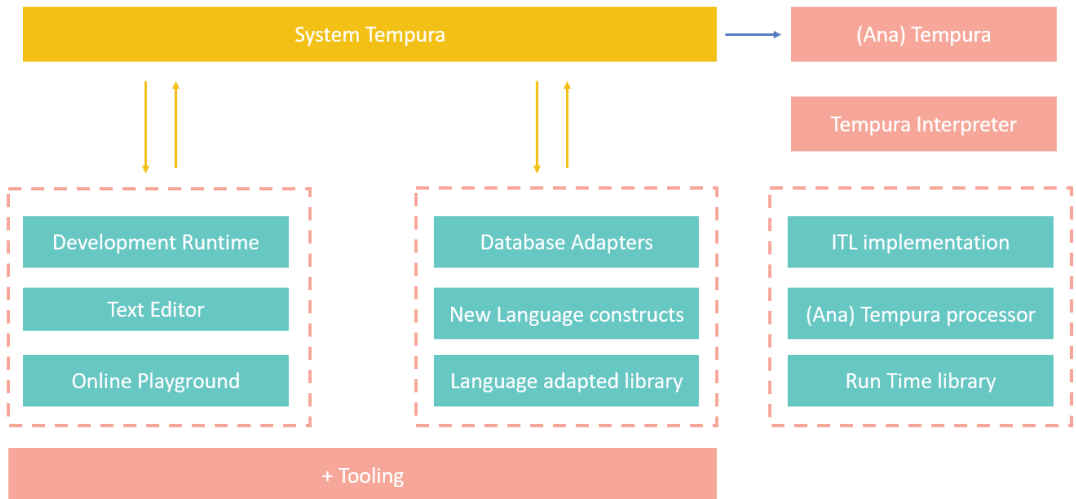 System Tempura
(Ana) Tempura
Tempura Interpreter
Development Runtime
Text Editor
Online Playground
Database Adapters
New Language constructs
Language adapted library
ITL implementation
(Ana) Tempura processor
Run Time library
+ Tooling